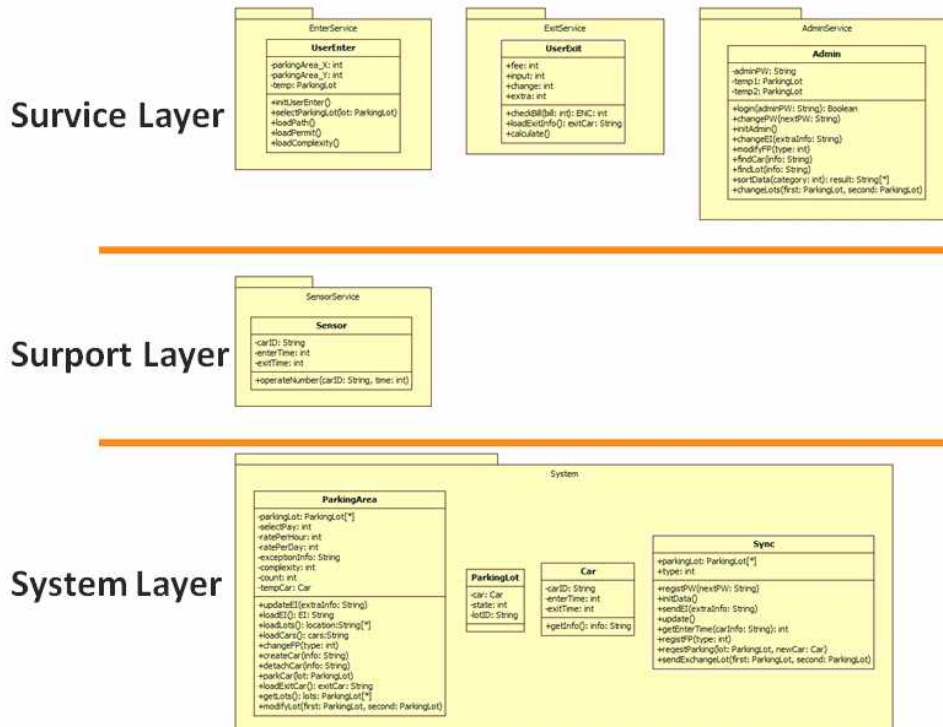 Survice Layer
EnterService
UserEnter
-parkingArea_X: int
-parkingArea_Y: int
-temp: ParkingLot
+initUserEnter()
+selectParkingLot(lot: ParkingLot)
+loadPath()
+loadPermit()
+loadComplexity()
ExitService
UserExit
+fee: int
+input: int
+change: int
+extra: int
+checkBill(bill: int): ENC: int
+loadExitInfo(): exitCar: String
+calculate()
AdminService
Admin
-adminPW: String
-temp1: ParkingLot
-temp2: ParkingLot
+login(adminPW: String): Boolean
+changePW(nextPW: String)
+initAdmin()
+changeEI(extraInfo: String)
+modifyFP(type: int)
+findCar(info: String)
+findLot(info: String)
+sortData(category: int): result: String[*]
+changeLots(first: ParkingLot, second: ParkingLot)
Surport Layer
SensorService
Sensor
-carID: String
-enterTime: int
-exitTime: int
+operateNumber(carID: String, time: int)
System Layer
System
ParkingArea
-parkingLot: ParkingLot[*]
-selectPay: int
-ratePerHour: int
-ratePerDay: int
-exceptionInfo: String
-complexity: int
-count: int
-tempCar: Car
+updateEI(extraInfo: String)
+loadEI(): EI: String
+loadLots(): location:String[*]
+loadCars(): cars:String
+changeFP(type: int)
+createCar(info: String)
+detachCar(info: String)
+parkCar(lot: ParkingLot)
+loadExitCar(): exitCar: String
+getLots(): lots: ParkingLot[*]
+modifyLot(first: ParkingLot, second: ParkingLot)
ParkingLot
-car: Car
-state: int
-lotID: String
Car
-carID: String
-enterTime: int
-exitTime: int
+getInfo(): info: String
Sync
+parkingLot: ParkingLot[*]
+type: int
+registPW(nextPW: String)
+initData()
+sendEI(extraInfo: String)
+update()
+getEnterTime(carInfo: String): int
+registFP(type: int)
+reqestParking(lot: ParkingLot, newCar: Car)
+sendExchangeLot(first: ParkingLot, second: ParkingLot)